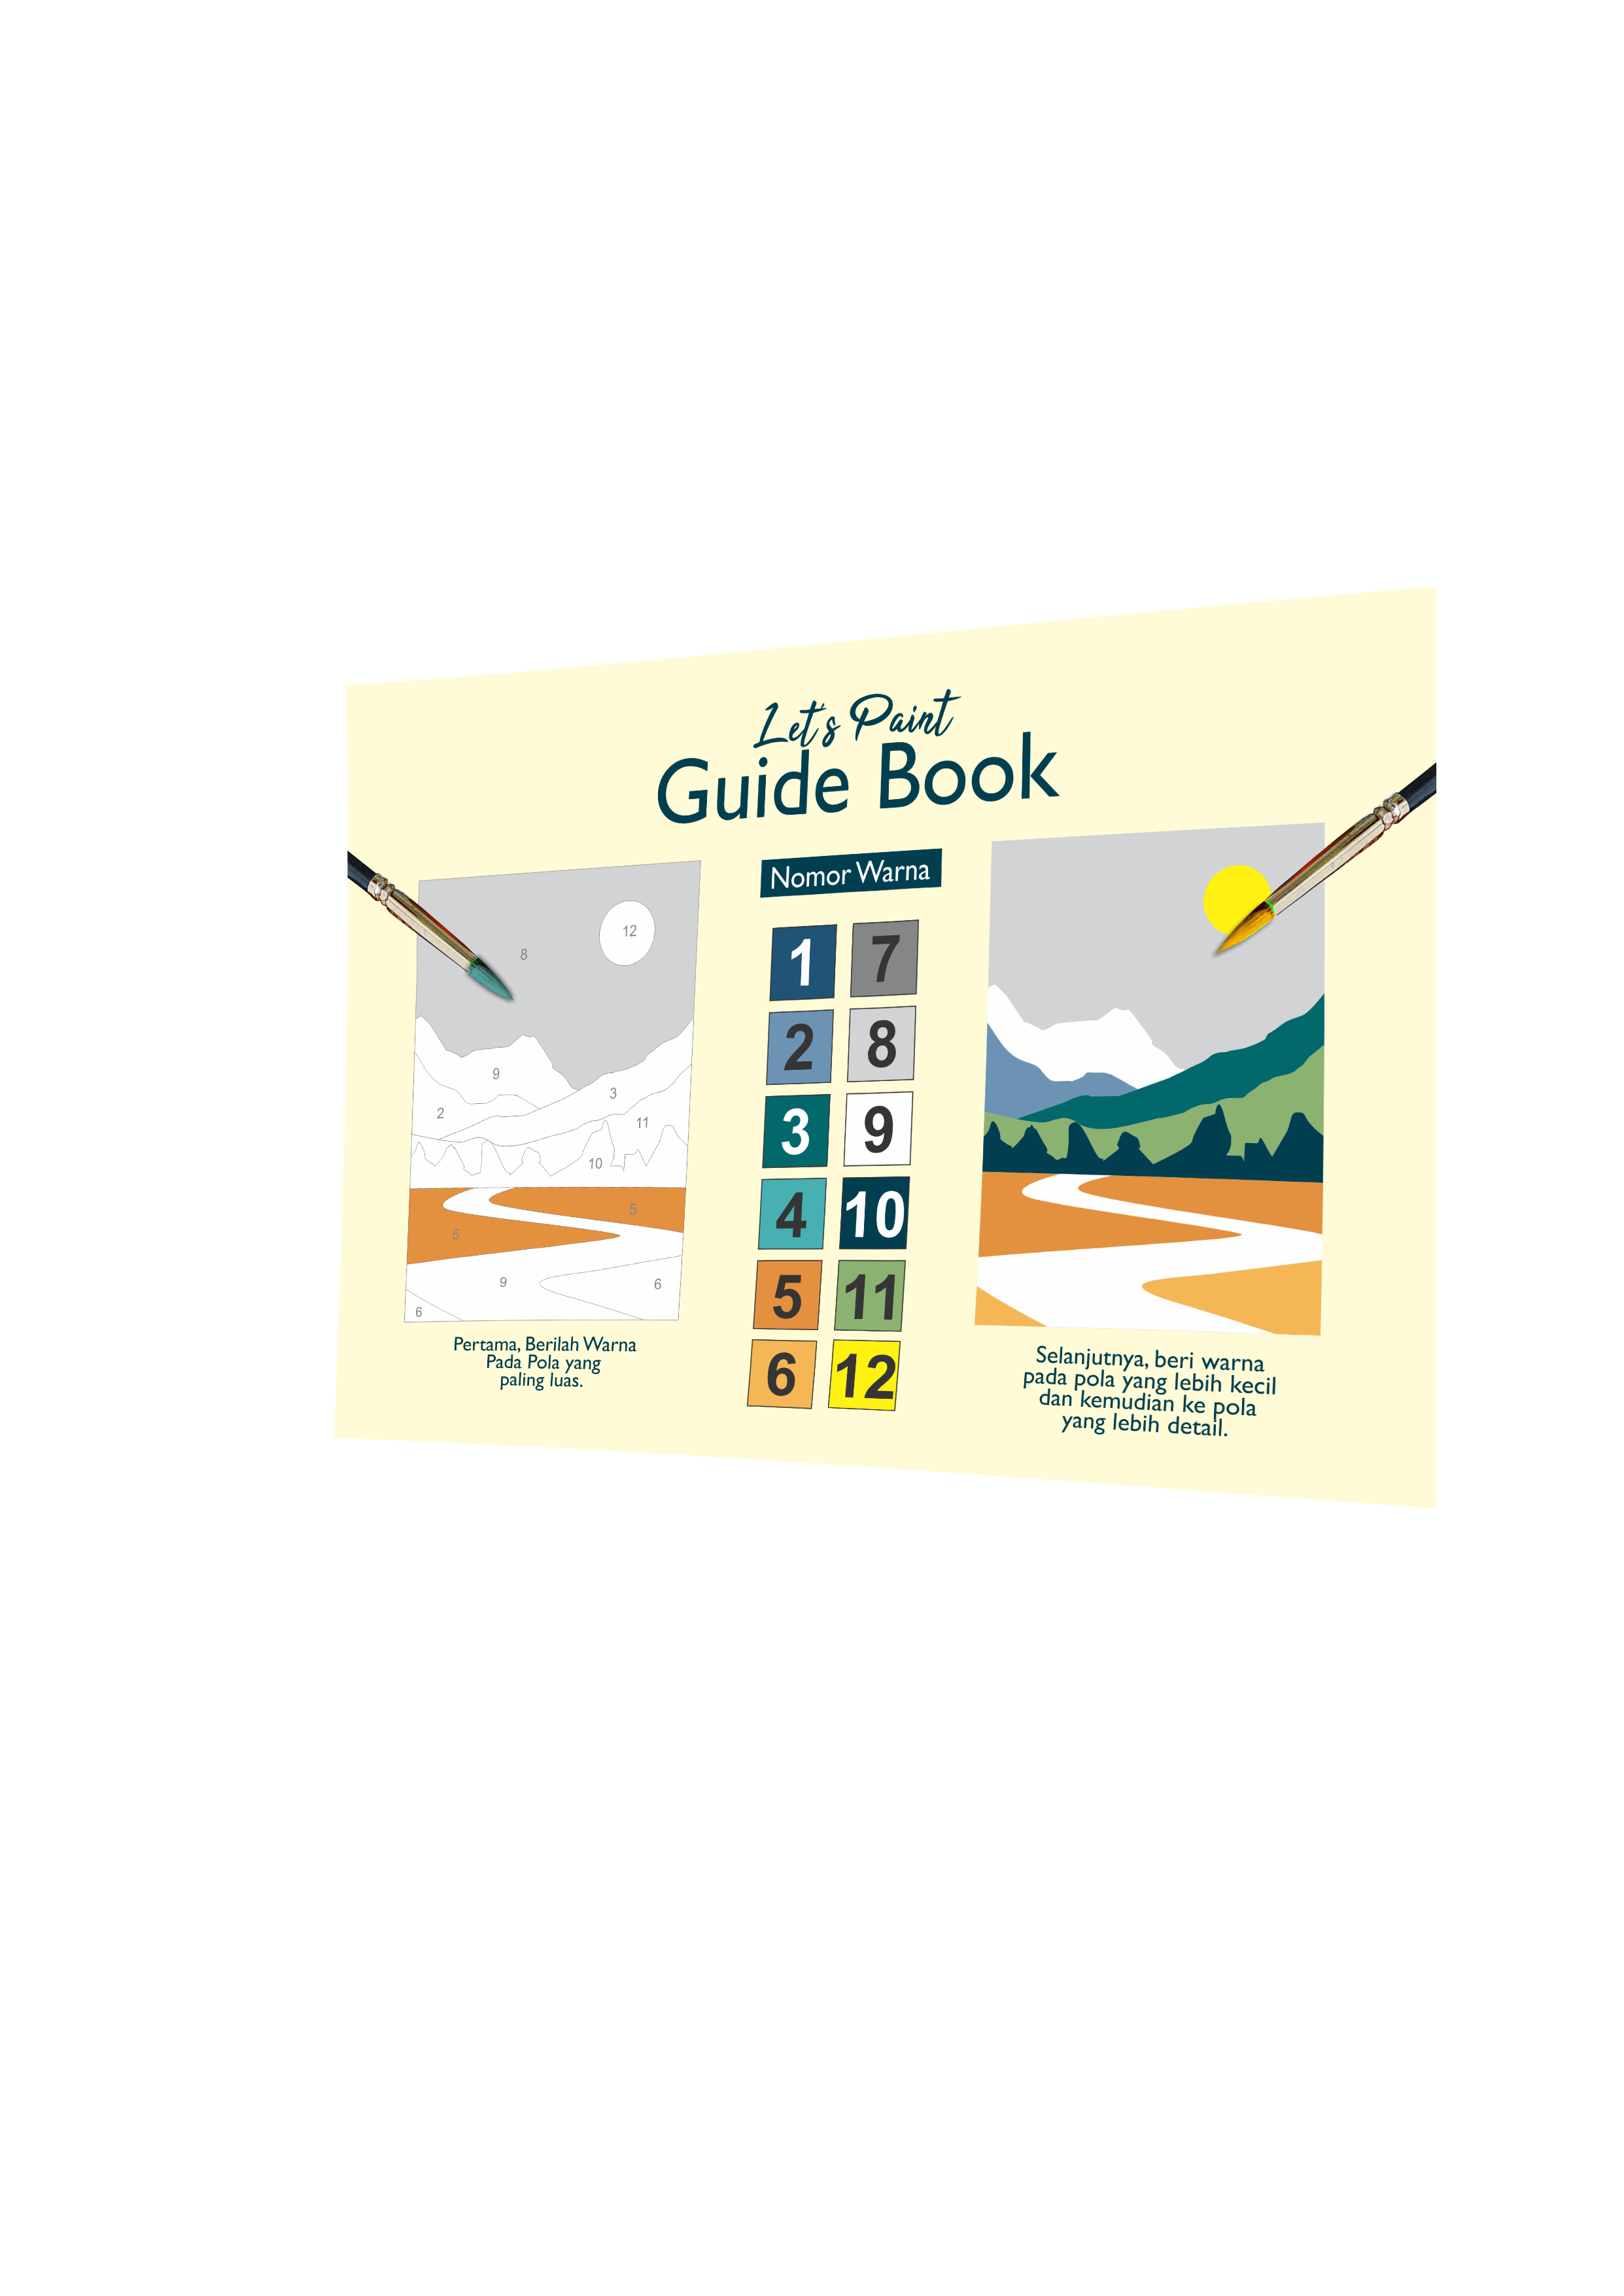 Let's Paint
Guide Book
Nomor Warna
8
12
9
3
2
11
10
5
5
9
6
6
1
7
2
8
3
9
4
10
5
11
6
12
Pertama, Berilah Warna
Pada Pola yang
paling luas.
Selanjutnya, beri warna
pada pola yang lebih kecil
dan kemudian ke pola
yang lebih detail.